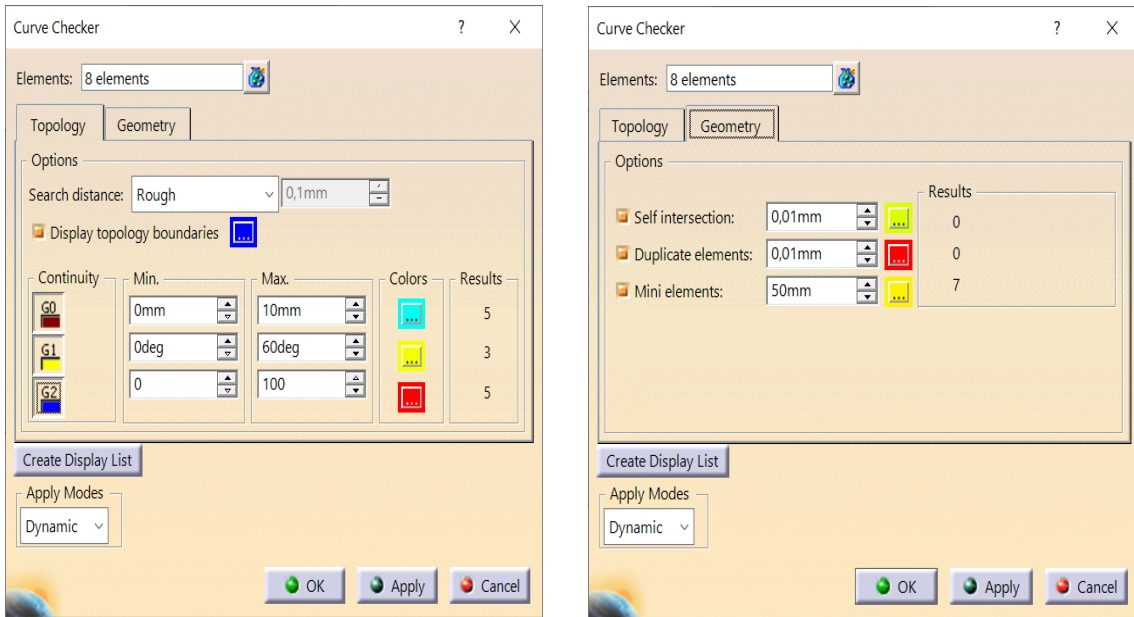 Curve Checker
?
X
Elements: 8 elements
Topology
Geometry
Options
Search distance: Rough 0,1mm
Display topology boundaries ...
Continuity Min. Max. Colors Results
G0 0mm 10mm ... 5
G1 0deg 60deg ... 3
G2 0 100 ... 5
Create Display List
Apply Modes
Dynamic
OK Apply Cancel
Curve Checker
?
X
Elements: 8 elements
Topology
Geometry
Options
Results
Self intersection: 0,01mm ... 0
Duplicate elements: 0,01mm ... 0
Mini elements: 50mm ... 7
Create Display List
Apply Modes
Dynamic
OK Apply Cancel